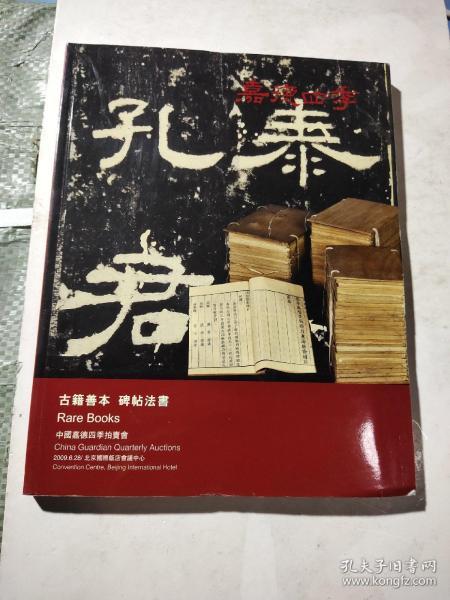 嘉德四季
孔 泰
君
古籍善本 碑帖法書
Rare Books
中國嘉德四季拍賣會
China Guardian Quarterly Auctions
2009.6.28/ 北京國際飯店會議中心
Convention Centre, Beijing International Hotel
孔夫子旧书网
www.kongfz.com